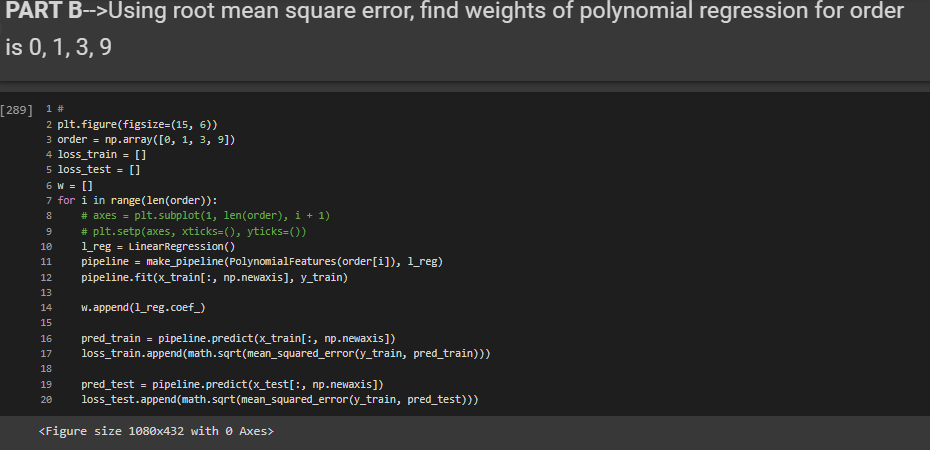 PART B-->Using root mean square error, find weights of polynomial regression for order
is 0, 1, 3, 9
[289] 1 #
2 plt.figure(figsize=(15, 6))
3 order = np.array([0, 1, 3, 9])
4 loss_train = []
5 loss_test = []
6 w = []
7 for i in range(len(order)):
8     # axes = plt.subplot(1, len(order), i + 1)
9     # plt.setp(axes, xticks=(), yticks=())
10     l_reg = LinearRegression()
11     pipeline = make_pipeline(PolynomialFeatures(order[i]), l_reg)
12     pipeline.fit(x_train[:, np.newaxis], y_train)
13
14     w.append(l_reg.coef_)
15
16     pred_train = pipeline.predict(x_train[:, np.newaxis])
17     loss_train.append(math.sqrt(mean_squared_error(y_train, pred_train)))
18
19     pred_test = pipeline.predict(x_test[:, np.newaxis])
20     loss_test.append(math.sqrt(mean_squared_error(y_train, pred_test)))
<Figure size 1080x432 with 0 Axes>